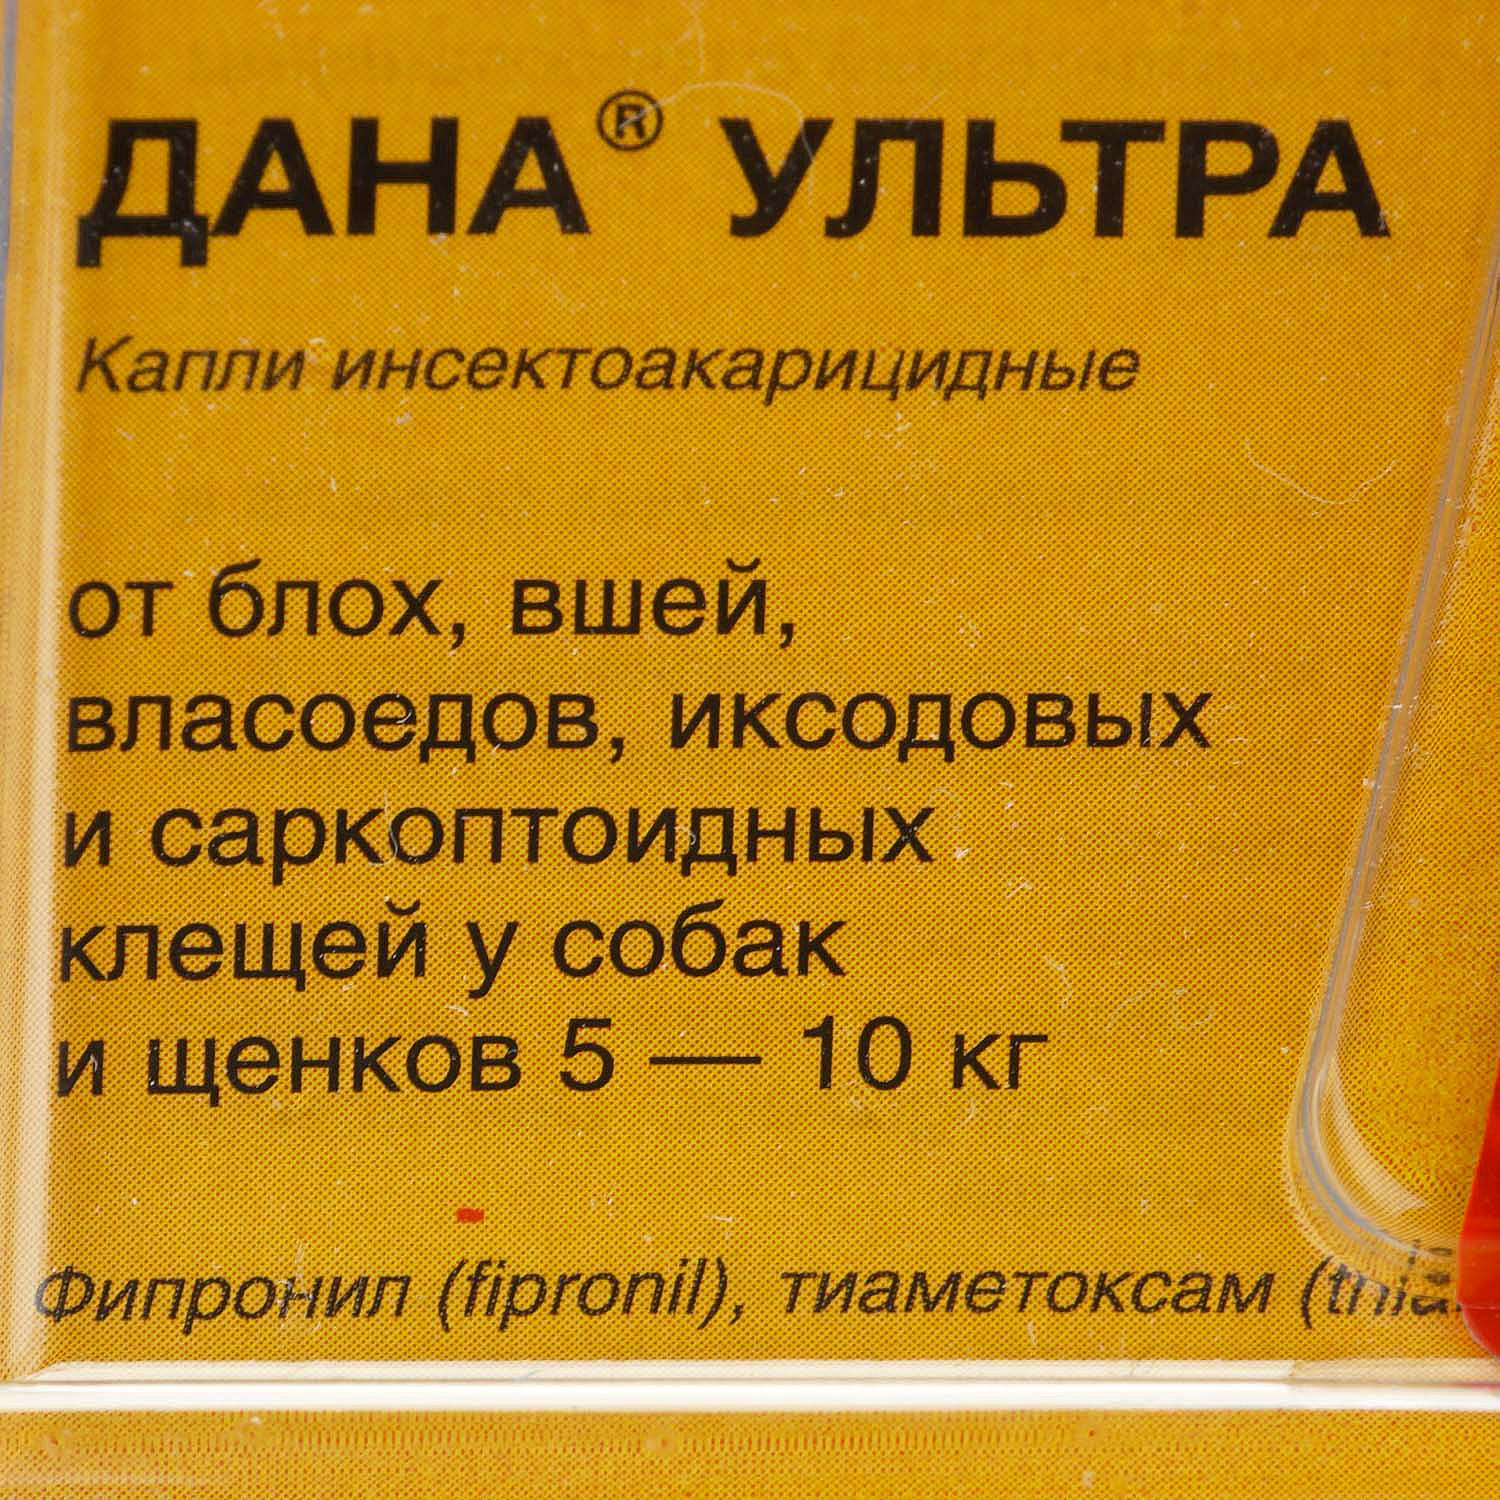 ДАНА® УЛЬТРА
Капли инсектоакарицидные
от блох, вшей,
власоедов, иксодовых
и саркоптоидных
клещей у собак
и щенков 5 — 10 кг
Фипронил (fipronil), тиаметоксам